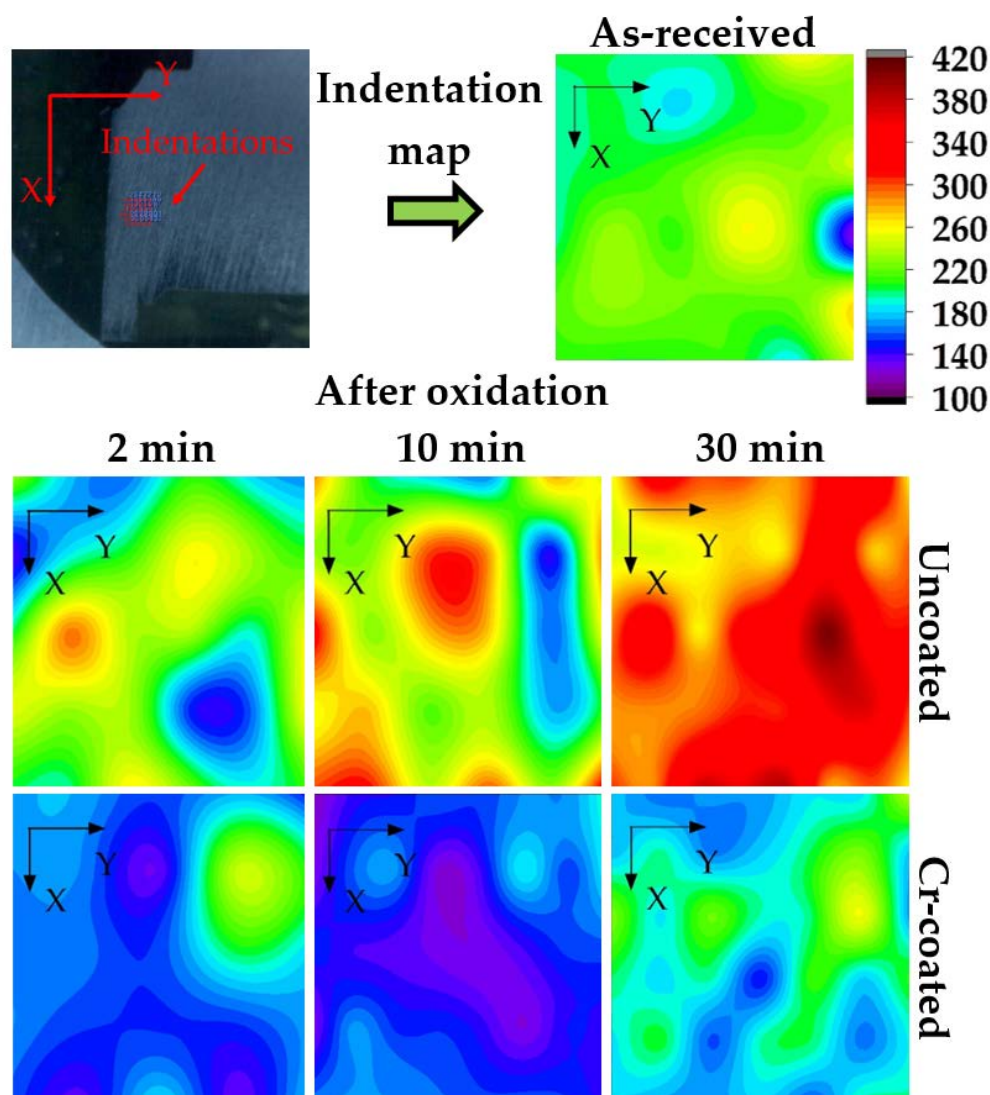 As-received
Indentation
map
Y
Indentations
X
Y
X
420
380
340
300
260
220
180
140
100
After oxidation
2 min
10 min
30 min
Y
X
Y
X
Y
X
Uncoated
Y
X
Y
X
Y
X
Cr-coated